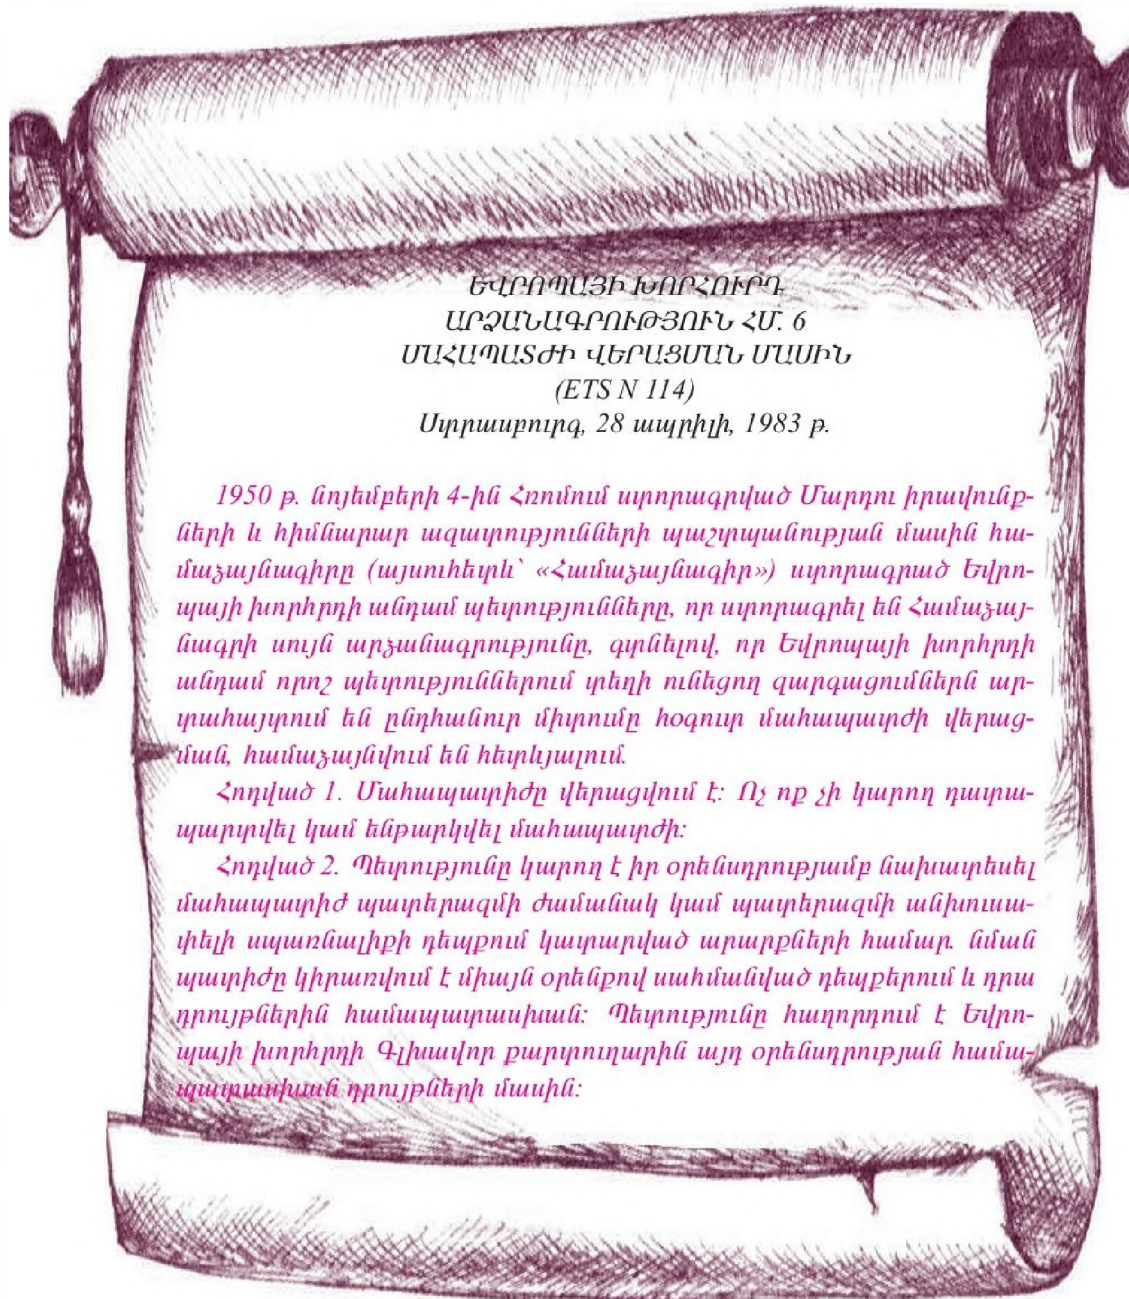 ԵՎՐՈՊԱՅԻ ԽՈՐՀՈՒՐԴ
ԱՐՁԱՆԱԳՐՈՒԹՅՈՒՆ ՀՄ. 6
ՄԱՀԱՊԱՏԺԻ ՎԵՐԱՑՄԱՆ ՄԱՍԻՆ
(ETS N 114)
Ստրասբուրգ, 28 ապրիլի, 1983 թ.
1950 թ. նոյեմբերի 4-ին Հռոմում ստորագրված Մարդու իրավունք-
ների և հիմնարար ազատությունների պաշտպանության մասին հա-
մաձայնագիրը (այսուհետև՝ «Համաձայնագիր») ստորագրած Եվրո-
պայի խորհրդի անդամ պետությունները, որ ստորագրել են Համաձայ-
նագրի սույն արձանագրությունը, գտնելով, որ Եվրոպայի խորհրդի
անդամ որոշ պետություններում տեղի ունեցող զարգացումներն ար-
տահայտում են ընդհանուր միտումը հօգուտ մահապատժի վերաց-
ման, համաձայնվում են հետևյալում.
Հոդված 1. Մահապատիժը վերացվում է: Ոչ ոք չի կարող դատա-
պարտվել կամ ենթարկվել մահապատժի:
Հոդված 2. Պետությունը կարող է իր օրենսդրությամբ նախատեսել
մահապատիժ պատերազմի ժամանակ կամ պատերազմի անխուսա-
փելի սպառնալիքի դեպքում կատարված արարքների համար. նման
պատիժը կիրառվում է միայն օրենքով սահմանված դեպքերում և դրա
դրույթներին համապատասխան: Պետությունը հաղորդում է Եվրո-
պայի խորհրդի Գլխավոր քարտուղարին այդ օրենսդրության համա-
պատասխան դրույթների մասին: